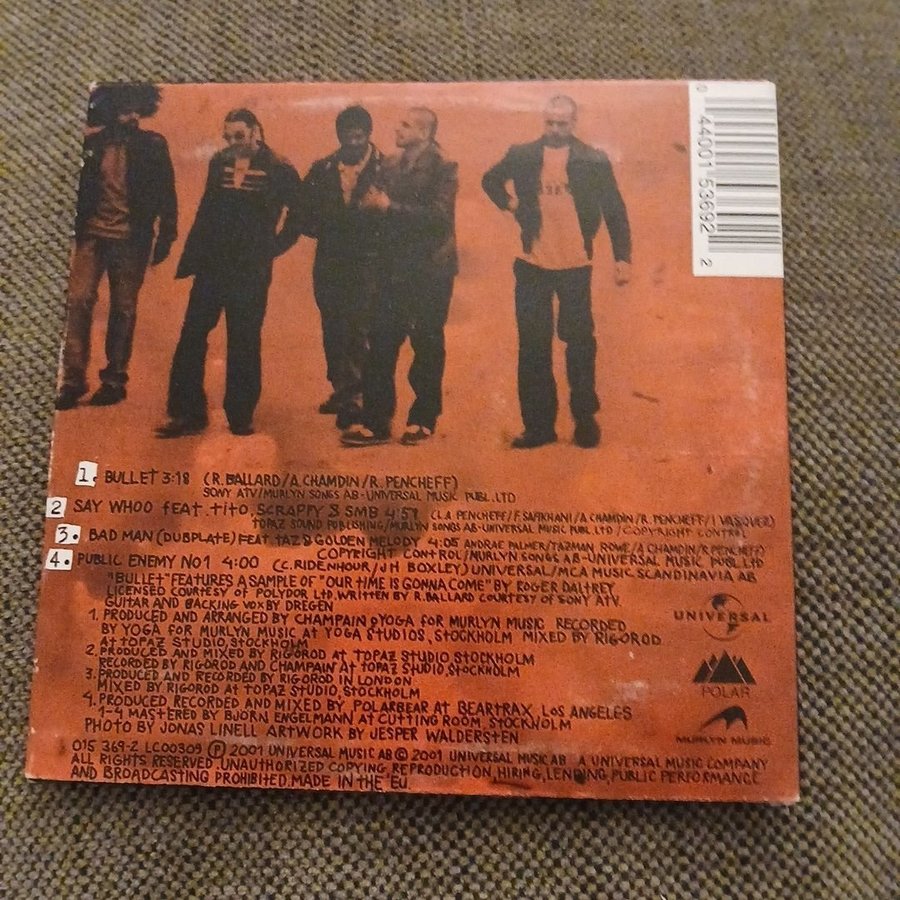 0 44001 53692 2
1. BULLET 3:18 (R.BALLARD/A.CHAMDIN/R.PENCHEFF)
SONY ATV/MURLYN SONGS AB-UNIVERSAL MUSIC PUBL.LTD
2 SAY WHOO FEAT. TITO, SCRAPPY & SMB 4:57 (L.A PENCHEFF/F.SAFIKHANI/A CHAMDIN/R.PENCHEFF/I VASQUEZ)
TOPAZ SOUND PUBLISHING/MURLYN SONGS AB-UNIVERSAL MUSIC PUBL.LTD/COPYRIGHT CONTROL
3. BAD MAN (DUBPLATE) FEAT. TAZ & GOLDEN MELODY 4:05 ANDRAE PALMER/TAZMAN ROWE/A CHAMDIN/R.PENCHEFF)
COPYRIGHT CONTROL/MURLYN SONGS AB-UNIVERSAL MUSIC PUBL.LTD
4. PUBLIC ENEMY NO1 4:00 (C.RIDENHOUR/JH BOXLEY) UNIVERSAL/MCA MUSIC SCANDINAVIA AB
"BULLET" FEATURES A SAMPLE OF "OUR TIME IS GONNA COME" BY ROGER DALTREY
LICENSED COURTESY OF POLYDOR LTD. WRITTEN BY R.BALLARD COURTESY OF SONY ATV.
GUITAR AND BACKING VOX BY DREGEN
1. PRODUCED AND ARRANGED BY CHAMPAIN & YOGA FOR MURLYN MUSIC RECORDED
BY YOGA FOR MURLYN MUSIC AT YOGA STUDIOS, STOCKHOLM MIXED BY RIGOROD
AT TOPAZ STUDIO, STOCKHOLM
2. PRODUCED AND MIXED BY RIGOROD AT TOPAZ STUDIO, STOCKHOLM
RECORDED BY RIGOROD AND CHAMPAIN AT TOPAZ STUDIO, STOCKHOLM
3. PRODUCED AND RECORDED BY RIGOROD IN LONDON
MIXED BY RIGOROD AT TOPAZ STUDIO, STOCKHOLM
4. PRODUCED, RECORDED AND MIXED BY POLARBEAR AT BEARTRAX, LOS ANGELES
1-4 MASTERED BY BJÖRN ENGELMANN AT CUTTING ROOM, STOCKHOLM
PHOTO BY JONAS LINELL ARTWORK BY JESPER WALDERSTEN
UNIVERSAL
POLAR
MURLYN MUSIC
015 369-2 LC00309 ℗ 2001 UNIVERSAL MUSIC AB © 2001 UNIVERSAL MUSIC AB A UNIVERSAL MUSIC COMPANY
ALL RIGHTS RESERVED. UNAUTHORIZED COPYING, REPRODUCTION, HIRING, LENDING, PUBLIC PERFORMANCE
AND BROADCASTING PROHIBITED. MADE IN THE EU.